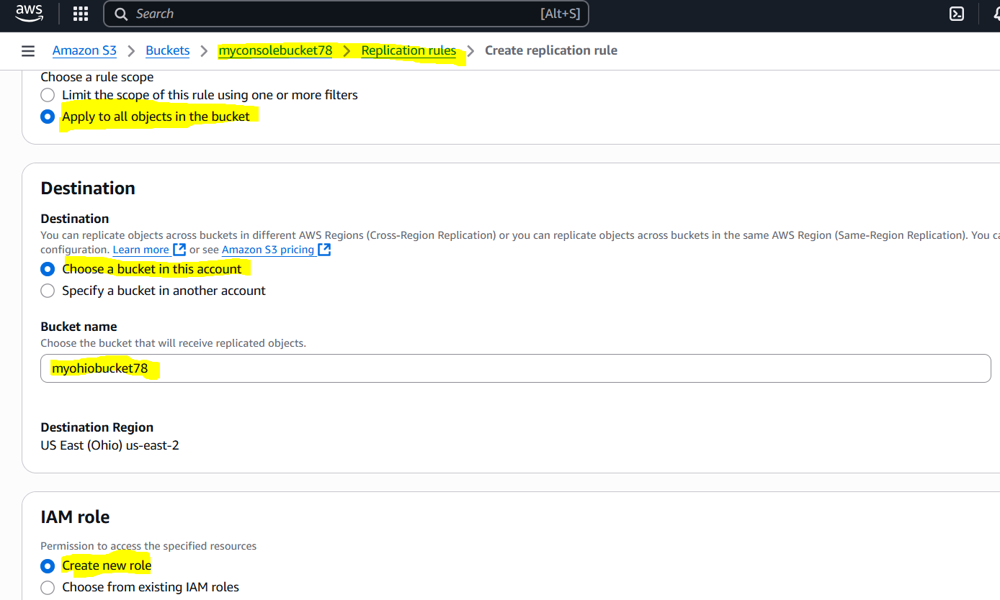 aws
Search [Alt+S]
Amazon S3 > Buckets > myconsolebucket78 > Replication rules > Create replication rule
Choose a rule scope
Limit the scope of this rule using one or more filters
Apply to all objects in the bucket
Destination
Destination
You can replicate objects across buckets in different AWS Regions (Cross-Region Replication) or you can replicate objects across buckets in the same AWS Region (Same-Region Replication). You
configuration. Learn more or see Amazon S3 pricing
Choose a bucket in this account
Specify a bucket in another account
Bucket name
Choose the bucket that will receive replicated objects.
myohiobucket78
Destination Region
US East (Ohio) us-east-2
IAM role
Permission to access the specified resources
Create new role
Choose from existing IAM roles